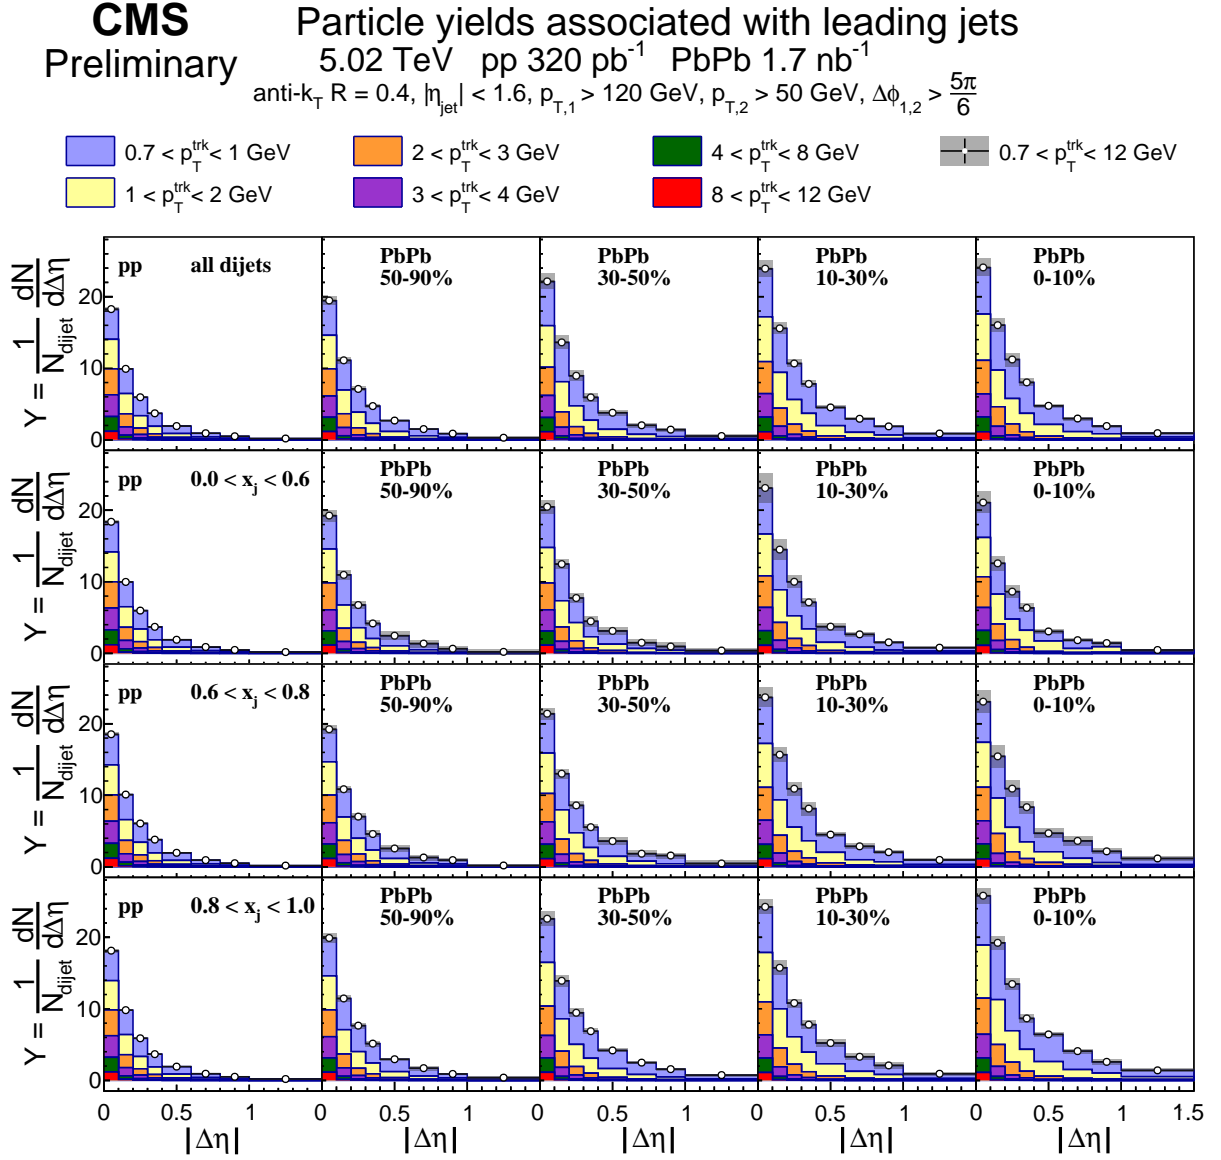 CMS Particle yields associated with leading jets
Preliminary 5.02 TeV pp 320 pb⁻¹ PbPb 1.7 nb⁻¹
anti-k_T R = 0.4, |η_jet| < 1.6, p_T,1 > 120 GeV, p_T,2 > 50 GeV, Δϕ_1,2 > 5π/6
0.7 < p_T^trk < 1 GeV 2 < p_T^trk < 3 GeV 4 < p_T^trk < 8 GeV 0.7 < p_T^trk < 12 GeV
1 < p_T^trk < 2 GeV 3 < p_T^trk < 4 GeV 8 < p_T^trk < 12 GeV
Y = 1/N_dijet dN/dΔη
20
10
0
pp all dijets
PbPb
50-90%
PbPb
30-50%
PbPb
10-30%
PbPb
0-10%
Y = 1/N_dijet dN/dΔη
20
10
0
pp 0.0 < x_j < 0.6
PbPb
50-90%
PbPb
30-50%
PbPb
10-30%
PbPb
0-10%
Y = 1/N_dijet dN/dΔη
20
10
0
pp 0.6 < x_j < 0.8
PbPb
50-90%
PbPb
30-50%
PbPb
10-30%
PbPb
0-10%
Y = 1/N_dijet dN/dΔη
20
10
0
pp 0.8 < x_j < 1.0
PbPb
50-90%
PbPb
30-50%
PbPb
10-30%
PbPb
0-10%
0 0.5 1 0 0.5 1 0 0.5 1 0 0.5 1 0 0.5 1 1.5
|Δη| |Δη| |Δη| |Δη| |Δη|